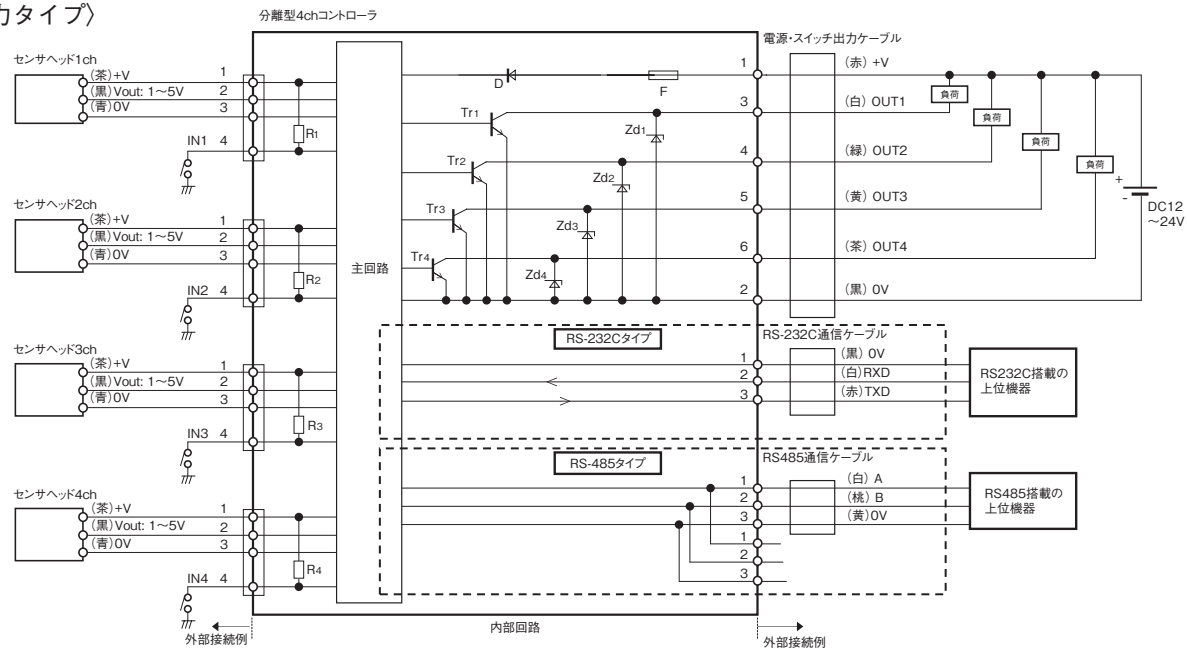 力タイプ〉
分離型4chコントローラ
電源・スイッチ出力ケーブル
センサヘッド1ch
(茶)+V 1
(黒)Vout: 1～5V 2
(青)0V 3
IN1 4
R1
センサヘッド2ch
(茶)+V 1
(黒)Vout: 1～5V 2
(青)0V 3
IN2 4
R2
センサヘッド3ch
(茶)+V 1
(黒)Vout: 1～5V 2
(青)0V 3
IN3 4
R3
センサヘッド4ch
(茶)+V 1
(黒)Vout: 1～5V 2
(青)0V 3
IN4 4
R4
主回路
D
F
Tr1
Zd1
Tr2
Zd2
Tr3
Zd3
Tr4
Zd4
1 (赤) +V
3 (白) OUT1
4 (緑) OUT2
5 (黄) OUT3
6 (茶) OUT4
2 (黒) 0V
負荷
負荷
負荷
負荷
+
-
DC12
～24V
RS-232Cタイプ
RS-232C通信ケーブル
1 (黒) 0V
2 (白)RXD
3 (赤)TXD
RS232C搭載の
上位機器
RS-485タイプ
RS485通信ケーブル
1 (白) A
2 (桃) B
3 (黄)0V
1
2
3
RS485搭載の
上位機器
外部接続例
内部回路
外部接続例